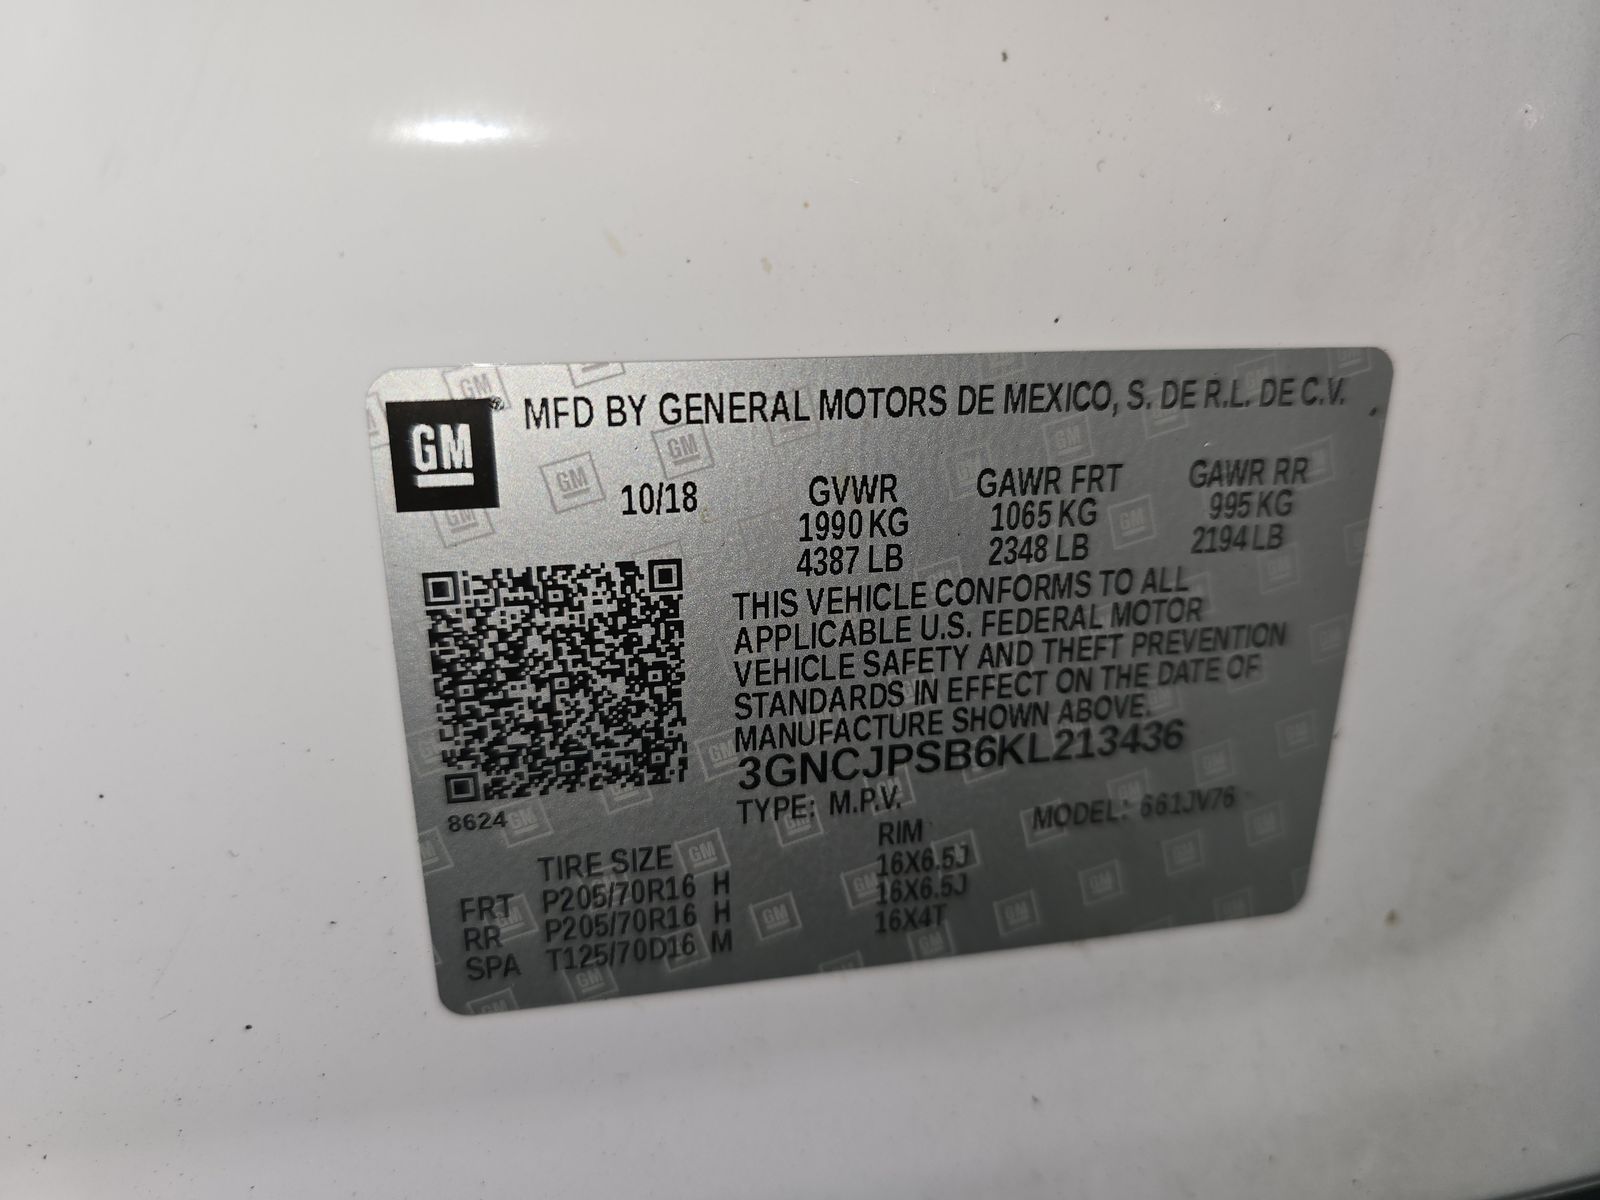 GM® MFD BY GENERAL MOTORS DE MEXICO, S. DE R.L. DE C.V.
10/18 GVWR GAWR FRT GAWR RR
1990 KG 1065 KG 995 KG
4387 LB 2348 LB 2194 LB
THIS VEHICLE CONFORMS TO ALL
APPLICABLE U.S. FEDERAL MOTOR
VEHICLE SAFETY AND THEFT PREVENTION
STANDARDS IN EFFECT ON THE DATE OF
MANUFACTURE SHOWN ABOVE.
3GNCJPSB6KL213436
TYPE: M.P.V. MODEL: 661JV76
8624
TIRE SIZE RIM
FRT P205/70R16 H 16X6.5J
RR P205/70R16 H 16X6.5J
SPA T125/70D16 M 16X4T